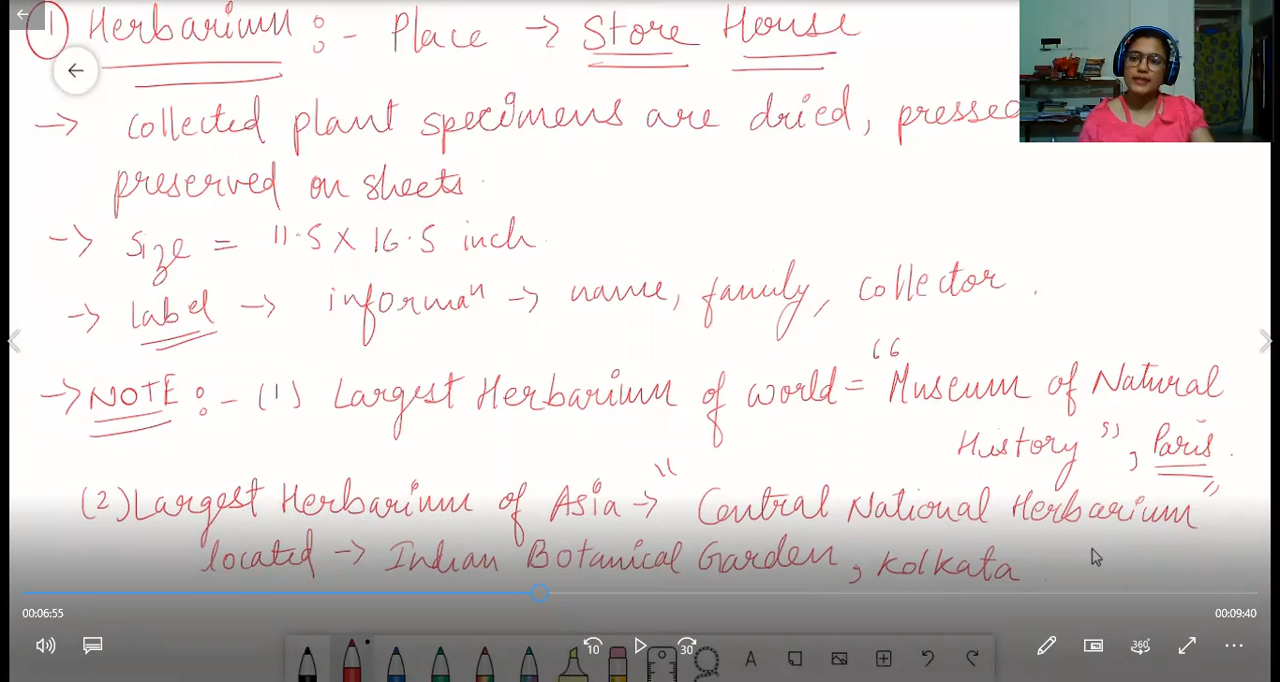 (1) Herbarium :- Place → Store House
→ collected plant specimens are dried, pressed
preserved on sheets.
→ Size = 11.5 X 16.5 inch.
→ Label → informaⁿ → name, family, collector.
→ NOTE :- (1) Largest Herbarium of world = "Museum of Natural
History", Paris.
(2) Largest Herbarium of Asia → "Central National Herbarium"
located → Indian Botanical Garden, Kolkata.
00:06:55
00:09:40
10
30
360°
A